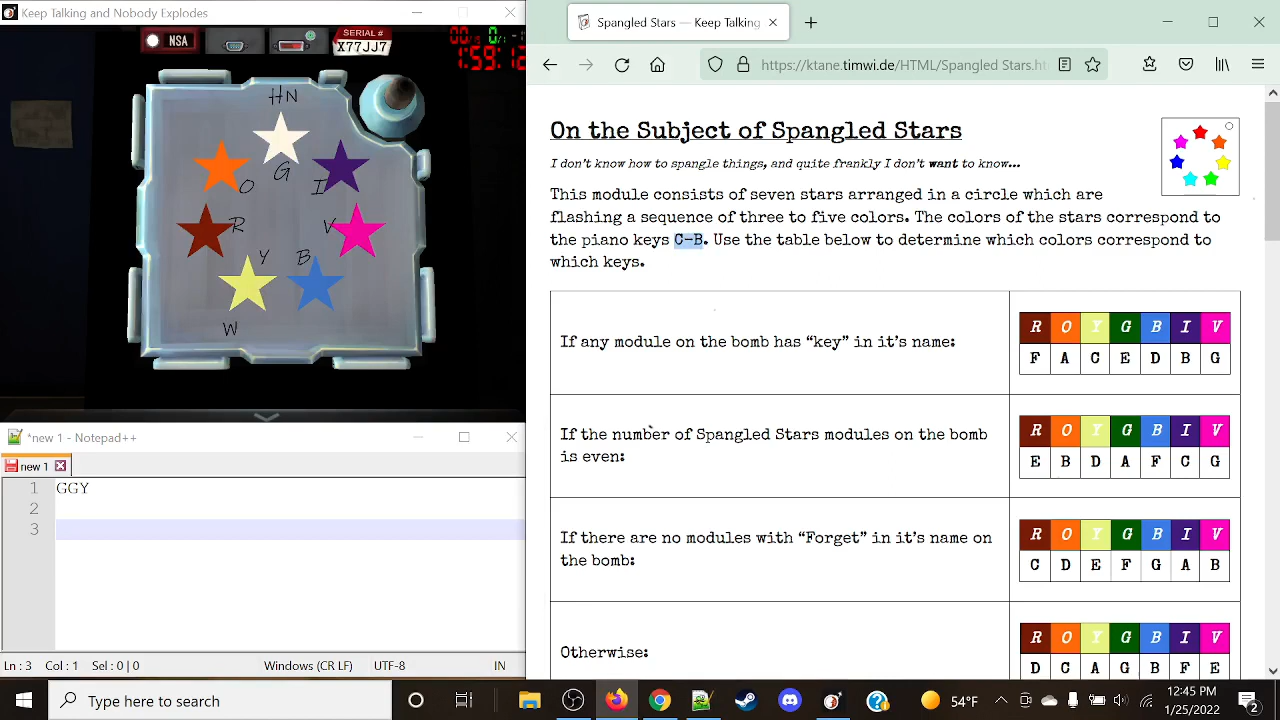 Keep Talking and Nobody Explodes
NSA
SERIAL #
X77JJ7
1:59:12
HN
G
O
I
R
V
Y
B
W
*new 1 - Notepad++
new 1
1 GGY
2
3
Ln : 3 Col : 1 Sel : 0 | 0
Windows (CR LF)
UTF-8
IN
Spangled Stars — Keep Talking
https://ktane.timwi.de/HTML/Spangled Stars.ht
On the Subject of Spangled Stars
I don't know how to spangle things, and quite frankly I don't want to know...
This module consists of seven stars arranged in a circle which are
flashing a sequence of three to five colors. The colors of the stars correspond to
the piano keys C-B. Use the table below to determine which colors correspond to
which keys.
If any module on the bomb has “key” in it's name:
R O Y G B I V
F A C E D B G
If the number of Spangled Stars modules on the bomb
is even:
R O Y G B I V
E B D A F C G
If there are no modules with “Forget” in it's name on
the bomb:
R O Y G B I V
C D E F G A B
Otherwise:
R O Y G B I V
D C A G B F E
Type here to search
12:45 PM
1/25/2022
2